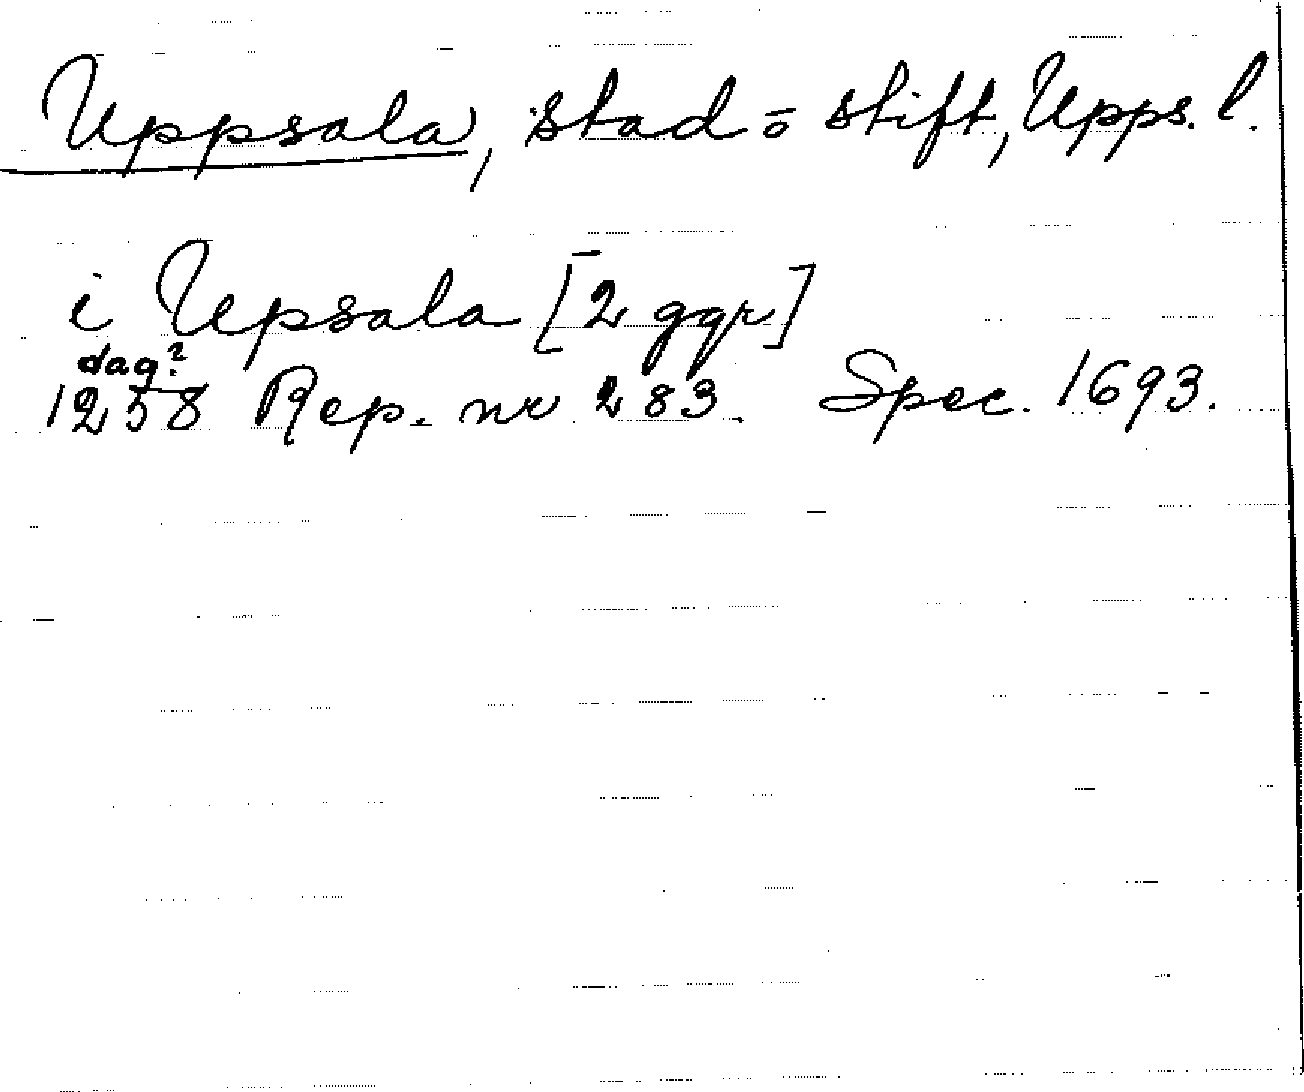 Uppsala, stad o stift, Upps. l.
i Upsala [2 ggr]
dag?
1258 Rep. nr 283. Spec. 1693.